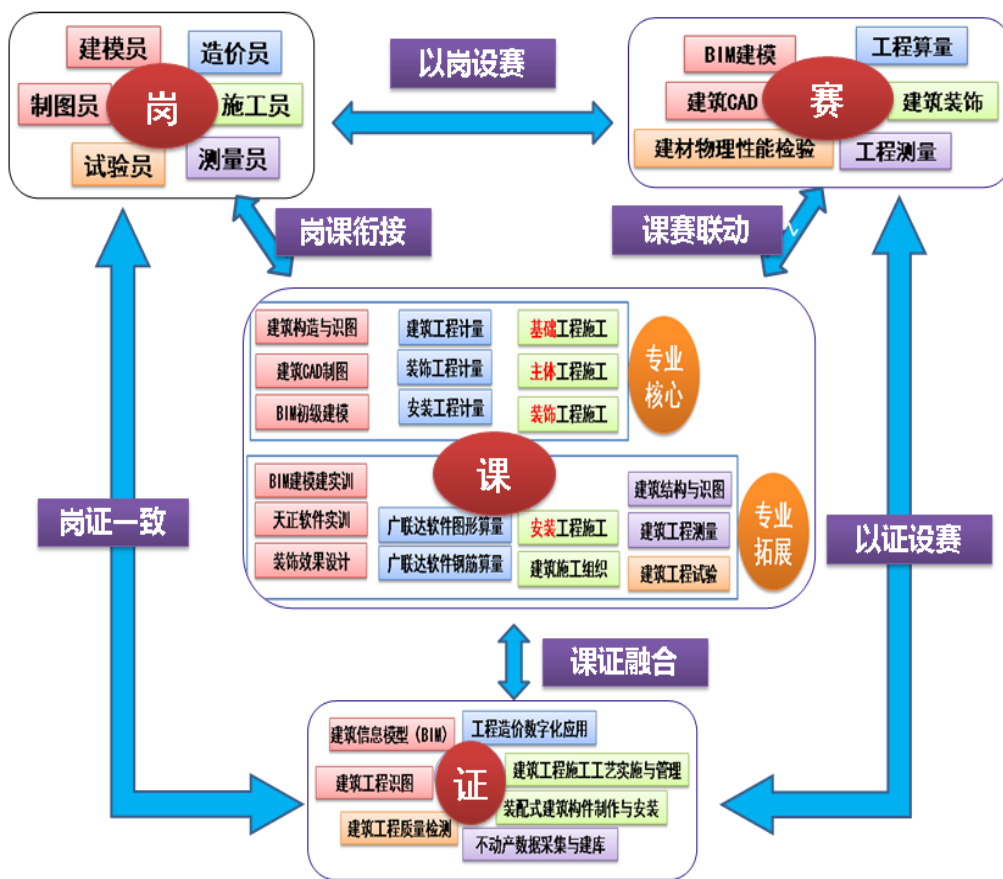 建模员
造价员
制图员
岗
施工员
试验员
测量员
以岗设赛
BIM建模
工程算量
建筑CAD
赛
建筑装饰
建材物理性能检验
工程测量
岗课衔接
课赛联动
2
建筑构造与识图
建筑工程计量
基础工程施工
建筑CAD制图
装饰工程计量
主体工程施工
BIM初级建模
安装工程计量
装饰工程施工
专业
核心
课
BIM建模建实训
建筑结构与识图
天正软件实训
广联达软件图形算量
安装工程施工
建筑工程测量
装饰效果设计
广联达软件钢筋算量
建筑施工组织
建筑工程试验
专业
拓展
岗证一致
以证设赛
课证融合
建筑信息模型（BIM）
工程造价数字化应用
建筑工程识图
证
建筑工程施工工艺实施与管理
装配式建筑构件制作与安装
建筑工程质量检测
不动产数据采集与建库